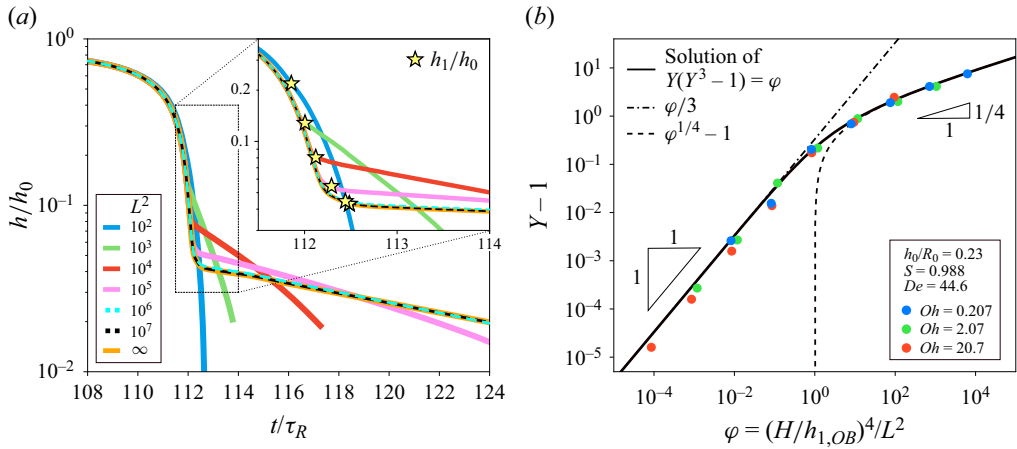 (a)
10^0
10^{-1}
10^{-2}
h/h_0
108 110 112 114 116 118 120 122 124
t/τ_R
L^2
10^2
10^3
10^4
10^5
10^6
10^7
∞
0.2
0.1
112 113 114
h_1/h_0
(b)
10^1
10^0
10^{-1}
10^{-2}
10^{-3}
10^{-4}
10^{-5}
Y – 1
10^{-4} 10^{-2} 10^0 10^2 10^4
φ = (H/h_{1,OB})^4/L^2
Solution of
Y(Y^3 – 1) = φ
φ/3
φ^{1/4} – 1
1
1/4
1
1
h_0/R_0 = 0.23
S = 0.988
De = 44.6
Oh = 0.207
Oh = 2.07
Oh = 20.7